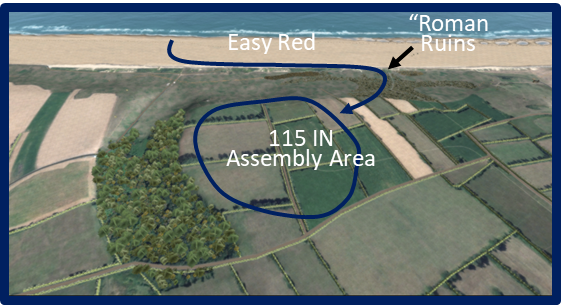 “Roman
Ruins
Easy Red
115 IN
Assembly Area